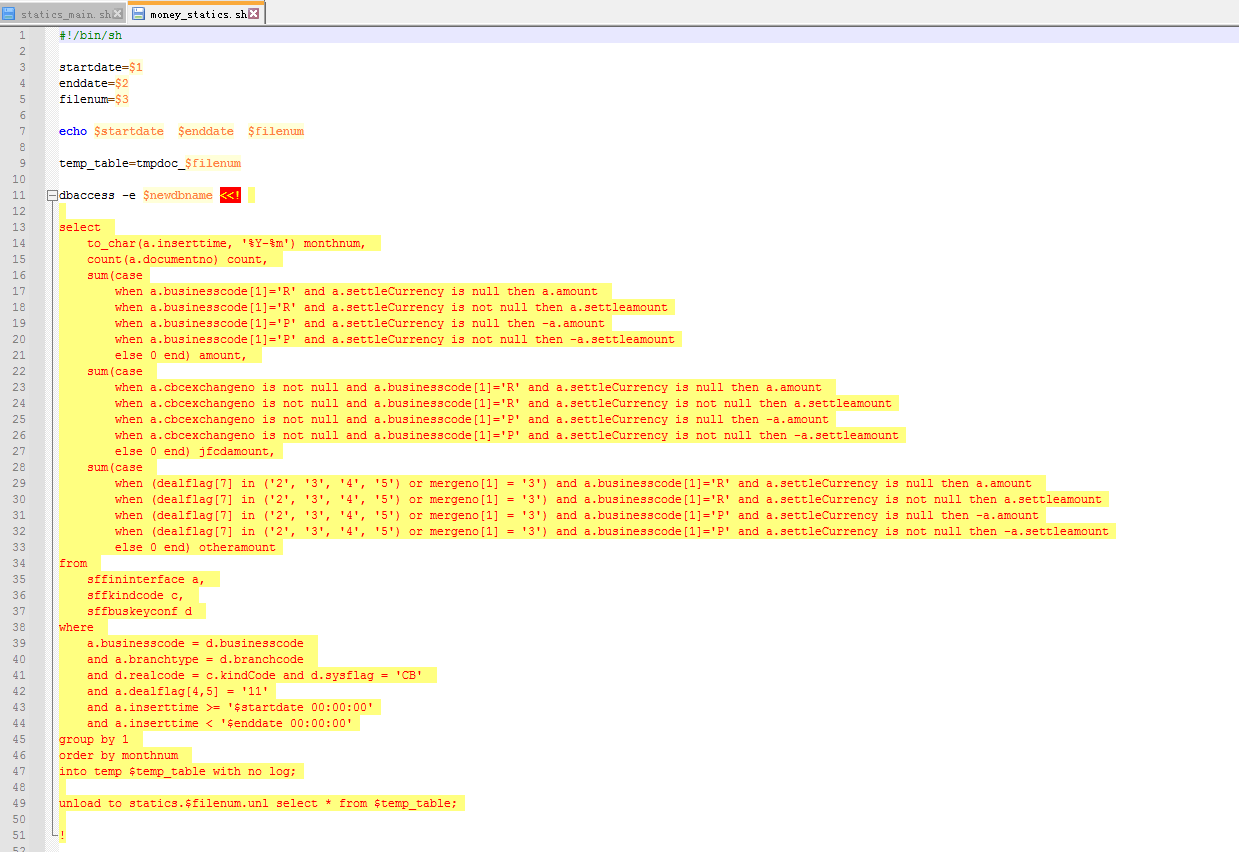 statics_main.sh money_statics.sh
1 #!/bin/sh
2
3 startdate=$1
4 enddate=$2
5 filenum=$3
6
7 echo $startdate  $enddate  $filenum
8
9 temp_table=tmpdoc_$filenum
10
11 dbaccess -e $newdbname <<!
12
13 select
14     to_char(a.inserttime, '%Y-%m') monthnum,
15     count(a.documentno) count,
16     sum(case
17         when a.businesscode[1]='R' and a.settleCurrency is null then a.amount
18         when a.businesscode[1]='R' and a.settleCurrency is not null then a.settleamount
19         when a.businesscode[1]='P' and a.settleCurrency is null then -a.amount
20         when a.businesscode[1]='P' and a.settleCurrency is not null then -a.settleamount
21         else 0 end) amount,
22     sum(case
23         when a.cbcexchangeno is not null and a.businesscode[1]='R' and a.settleCurrency is null then a.amount
24         when a.cbcexchangeno is not null and a.businesscode[1]='R' and a.settleCurrency is not null then a.settleamount
25         when a.cbcexchangeno is not null and a.businesscode[1]='P' and a.settleCurrency is null then -a.amount
26         when a.cbcexchangeno is not null and a.businesscode[1]='P' and a.settleCurrency is not null then -a.settleamount
27         else 0 end) jfcdamount,
28     sum(case
29         when (dealflag[7] in ('2', '3', '4', '5') or mergeno[1] = '3') and a.businesscode[1]='R' and a.settleCurrency is null then a.amount
30         when (dealflag[7] in ('2', '3', '4', '5') or mergeno[1] = '3') and a.businesscode[1]='R' and a.settleCurrency is not null then a.settleamount
31         when (dealflag[7] in ('2', '3', '4', '5') or mergeno[1] = '3') and a.businesscode[1]='P' and a.settleCurrency is null then -a.amount
32         when (dealflag[7] in ('2', '3', '4', '5') or mergeno[1] = '3') and a.businesscode[1]='P' and a.settleCurrency is not null then -a.settleamount
33         else 0 end) otheramount
34 from
35     sffininterface a,
36     sffkindcode c,
37     sffbuskeyconf d
38 where
39     a.businesscode = d.businesscode
40     and a.branchtype = d.branchcode
41     and d.realcode = c.kindCode and d.sysflag = 'CB'
42     and a.dealflag[4,5] = '11'
43     and a.inserttime >= '$startdate 00:00:00'
44     and a.inserttime < '$enddate 00:00:00'
45 group by 1
46 order by monthnum
47 into temp $temp_table with no log;
48
49 unload to statics.$filenum.unl select * from $temp_table;
50
51 !
52